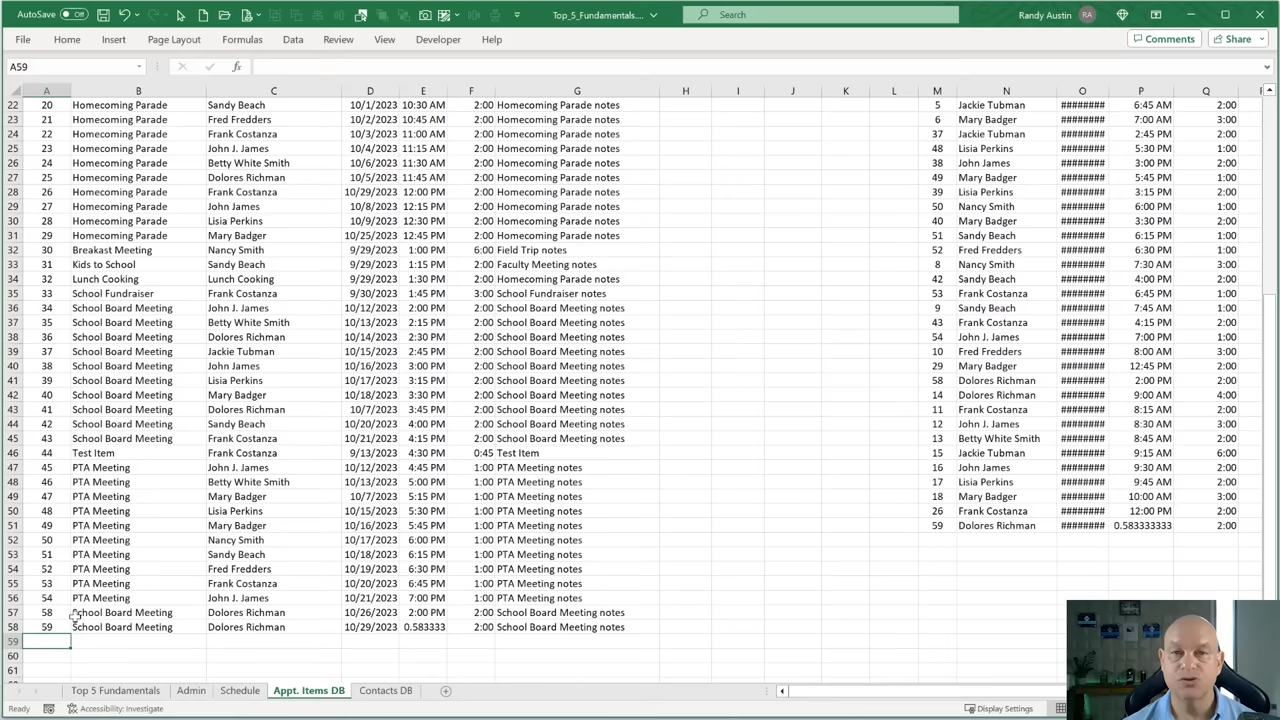 AutoSave Off Top_5_Fundamentals.... Search Randy Austin RA
File Home Insert Page Layout Formulas Data Review View Developer Help Comments Share
A59 fx
A B C D E F G H I J K L M N O P Q
22 20 Homecoming Parade Sandy Beach 10/1/2023 10:30 AM 2:00 Homecoming Parade notes 5 Jackie Tubman ######## 6:45 AM 2:00
23 21 Homecoming Parade Fred Fredders 10/2/2023 10:45 AM 2:00 Homecoming Parade notes 6 Mary Badger ######## 7:00 AM 3:00
24 22 Homecoming Parade Frank Costanza 10/3/2023 11:00 AM 2:00 Homecoming Parade notes 37 Jackie Tubman ######## 2:45 PM 2:00
25 23 Homecoming Parade John J. James 10/4/2023 11:15 AM 2:00 Homecoming Parade notes 48 Lisia Perkins ######## 5:30 PM 1:00
26 24 Homecoming Parade Betty White Smith 10/6/2023 11:30 AM 2:00 Homecoming Parade notes 38 John James ######## 3:00 PM 2:00
27 25 Homecoming Parade Dolores Richman 10/5/2023 11:45 AM 2:00 Homecoming Parade notes 49 Mary Badger ######## 5:45 PM 1:00
28 26 Homecoming Parade Frank Costanza 10/29/2023 12:00 PM 2:00 Homecoming Parade notes 39 Lisia Perkins ######## 3:15 PM 2:00
29 27 Homecoming Parade John James 10/8/2023 12:15 PM 2:00 Homecoming Parade notes 50 Nancy Smith ######## 6:00 PM 1:00
30 28 Homecoming Parade Lisia Perkins 10/9/2023 12:30 PM 2:00 Homecoming Parade notes 40 Mary Badger ######## 3:30 PM 2:00
31 29 Homecoming Parade Mary Badger 10/25/2023 12:45 PM 2:00 Homecoming Parade notes 51 Sandy Beach ######## 6:15 PM 1:00
32 30 Breakast Meeting Nancy Smith 9/29/2023 1:00 PM 6:00 Field Trip notes 52 Fred Fredders ######## 6:30 PM 1:00
33 31 Kids to School Sandy Beach 9/29/2023 1:15 PM 2:00 Faculty Meeting notes 8 Nancy Smith ######## 7:30 AM 3:00
34 32 Lunch Cooking Lunch Cooking 9/29/2023 1:30 PM 2:00 Homecoming Parade notes 42 Sandy Beach ######## 4:00 PM 2:00
35 33 School Fundraiser Frank Costanza 9/30/2023 1:45 PM 3:00 School Fundraiser notes 53 Frank Costanza ######## 6:45 PM 1:00
36 34 School Board Meeting John J. James 10/12/2023 2:00 PM 2:00 School Board Meeting notes 9 Sandy Beach ######## 7:45 AM 1:00
37 35 School Board Meeting Betty White Smith 10/13/2023 2:15 PM 2:00 School Board Meeting notes 43 Frank Costanza ######## 4:15 PM 2:00
38 36 School Board Meeting Dolores Richman 10/14/2023 2:30 PM 2:00 School Board Meeting notes 54 John J. James ######## 7:00 PM 1:00
39 37 School Board Meeting Jackie Tubman 10/15/2023 2:45 PM 2:00 School Board Meeting notes 10 Fred Fredders ######## 8:00 AM 3:00
40 38 School Board Meeting John James 10/16/2023 3:00 PM 2:00 School Board Meeting notes 29 Mary Badger ######## 12:45 PM 2:00
41 39 School Board Meeting Lisia Perkins 10/17/2023 3:15 PM 2:00 School Board Meeting notes 58 Dolores Richman ######## 2:00 PM 2:00
42 40 School Board Meeting Mary Badger 10/18/2023 3:30 PM 2:00 School Board Meeting notes 14 Dolores Richman ######## 9:00 AM 4:00
43 41 School Board Meeting Dolores Richman 10/7/2023 3:45 PM 2:00 School Board Meeting notes 11 Frank Costanza ######## 8:15 AM 2:00
44 42 School Board Meeting Sandy Beach 10/20/2023 4:00 PM 2:00 School Board Meeting notes 12 John J. James ######## 8:30 AM 3:00
45 43 School Board Meeting Frank Costanza 10/21/2023 4:15 PM 2:00 School Board Meeting notes 13 Betty White Smith ######## 8:45 AM 2:00
46 44 Test Item Frank Costanza 9/13/2023 4:30 PM 0:45 Test Item 15 Jackie Tubman ######## 9:15 AM 6:00
47 45 PTA Meeting John J. James 10/12/2023 4:45 PM 1:00 PTA Meeting notes 16 John James ######## 9:30 AM 2:00
48 46 PTA Meeting Betty White Smith 10/13/2023 5:00 PM 1:00 PTA Meeting notes 17 Lisia Perkins ######## 9:45 AM 2:00
49 47 PTA Meeting Mary Badger 10/7/2023 5:15 PM 1:00 PTA Meeting notes 18 Mary Badger ######## 10:00 AM 3:00
50 48 PTA Meeting Lisia Perkins 10/15/2023 5:30 PM 1:00 PTA Meeting notes 26 Frank Costanza ######## 12:00 PM 2:00
51 49 PTA Meeting Mary Badger 10/16/2023 5:45 PM 1:00 PTA Meeting notes 59 Dolores Richman ######## 0.583333333 2:00
52 50 PTA Meeting Nancy Smith 10/17/2023 6:00 PM 1:00 PTA Meeting notes
53 51 PTA Meeting Sandy Beach 10/18/2023 6:15 PM 1:00 PTA Meeting notes
54 52 PTA Meeting Fred Fredders 10/19/2023 6:30 PM 1:00 PTA Meeting notes
55 53 PTA Meeting Frank Costanza 10/20/2023 6:45 PM 1:00 PTA Meeting notes
56 54 PTA Meeting John J. James 10/21/2023 7:00 PM 1:00 PTA Meeting notes
57 58 School Board Meeting Dolores Richman 10/26/2023 2:00 PM 2:00 School Board Meeting notes
58 59 School Board Meeting Dolores Richman 10/29/2023 0.583333 2:00 School Board Meeting notes
59
60
61
Top 5 Fundamentals Admin Schedule Appt. Items DB Contacts DB
Ready Accessibility: Investigate Display Settings